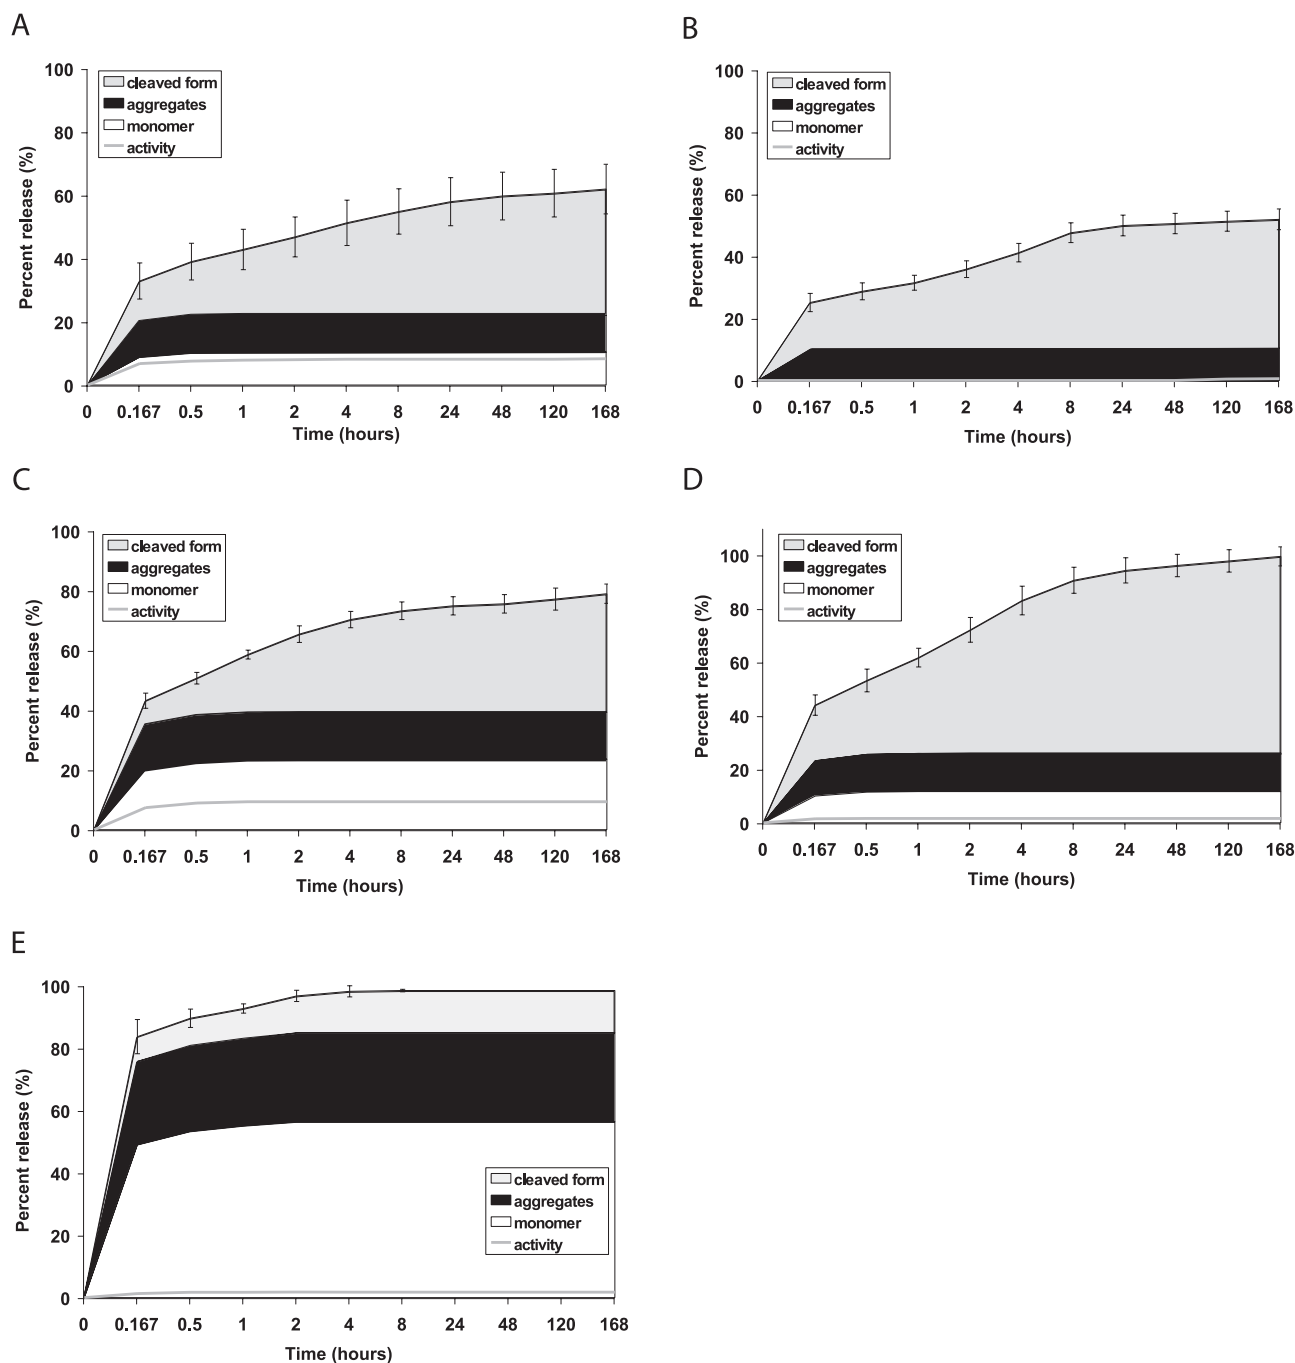 A
Percent release (%)
100
80
60
40
20
0
cleaved form
aggregates
monomer
activity
0 0.167 0.5 1 2 4 8 24 48 120 168
Time (hours)
B
Percent release (%)
100
80
60
40
20
0
cleaved form
aggregates
monomer
activity
0 0.167 0.5 1 2 4 8 24 48 120 168
Time (hours)
C
Percent release (%)
100
80
60
40
20
0
cleaved form
aggregates
monomer
activity
0 0.167 0.5 1 2 4 8 24 48 120 168
Time (hours)
D
Percent release (%)
100
80
60
40
20
0
cleaved form
aggregates
monomer
activity
0 0.167 0.5 1 2 4 8 24 48 120 168
Time (hours)
E
Percent release (%)
100
80
60
40
20
0
cleaved form
aggregates
monomer
activity
0 0.167 0.5 1 2 4 8 24 48 120 168
Time (hours)